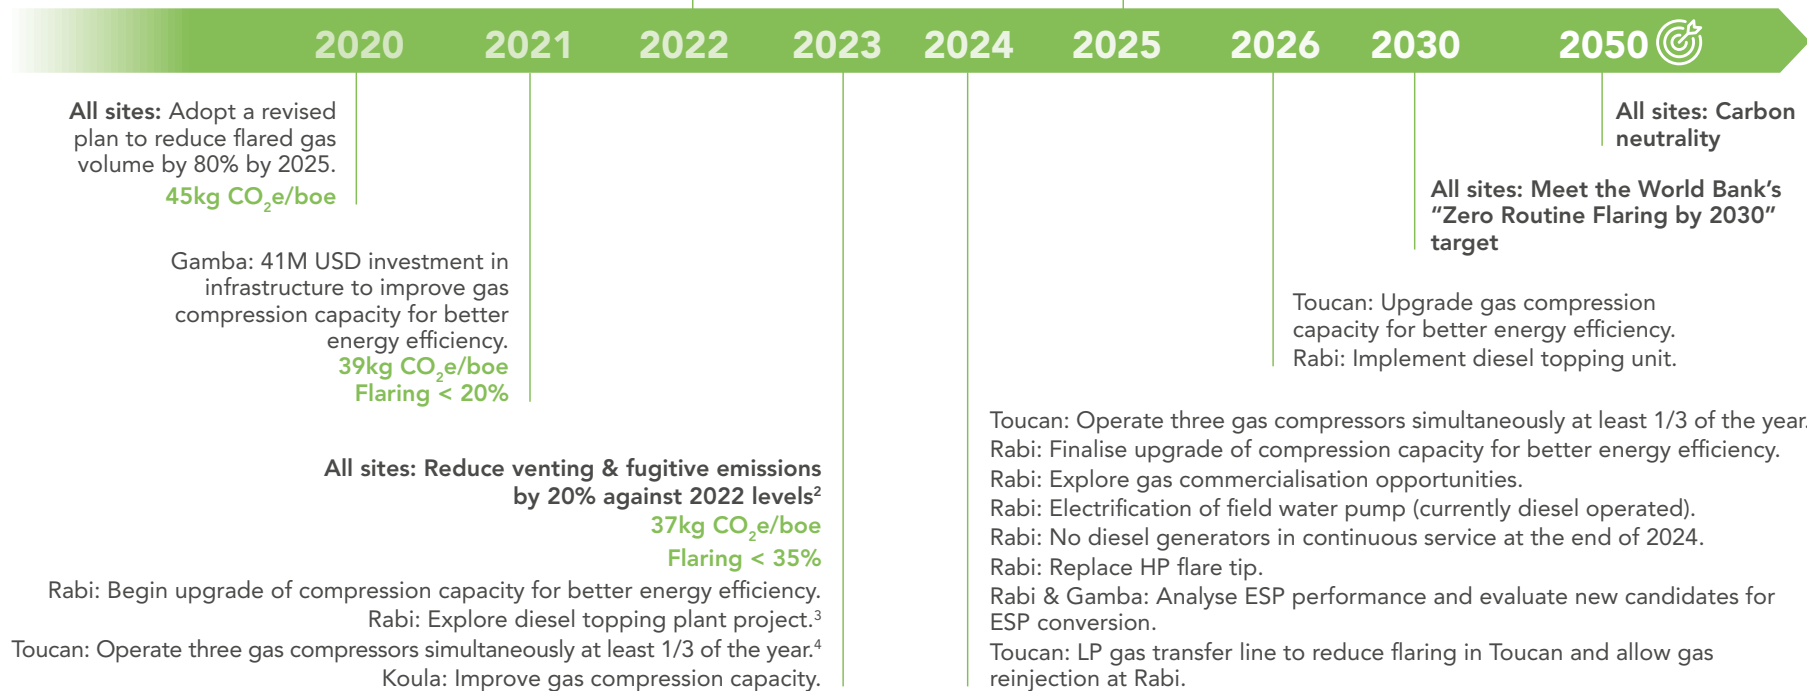 2020 2021 2022 2023 2024 2025 2026 2030 2050
All sites: Adopt a revised
plan to reduce flared gas
volume by 80% by 2025.
45kg CO₂e/boe
Gamba: 41M USD investment in
infrastructure to improve gas
compression capacity for better
energy efficiency.
39kg CO₂e/boe
Flaring < 20%
All sites: Reduce venting & fugitive emissions
by 20% against 2022 levels²
37kg CO₂e/boe
Flaring < 35%
Rabi: Begin upgrade of compression capacity for better energy efficiency.
Rabi: Explore diesel topping plant project.³
Toucan: Operate three gas compressors simultaneously at least 1/3 of the year.⁴
Koula: Improve gas compression capacity.
Toucan: Operate three gas compressors simultaneously at least 1/3 of the year.
Rabi: Finalise upgrade of compression capacity for better energy efficiency.
Rabi: Explore gas commercialisation opportunities.
Rabi: Electrification of field water pump (currently diesel operated).
Rabi: No diesel generators in continuous service at the end of 2024.
Rabi: Replace HP flare tip.
Rabi & Gamba: Analyse ESP performance and evaluate new candidates for
ESP conversion.
Toucan: LP gas transfer line to reduce flaring in Toucan and allow gas
reinjection at Rabi.
Toucan: Upgrade gas compression
capacity for better energy efficiency.
Rabi: Implement diesel topping unit.
All sites: Meet the World Bank's
"Zero Routine Flaring by 2030"
target
All sites: Carbon
neutrality